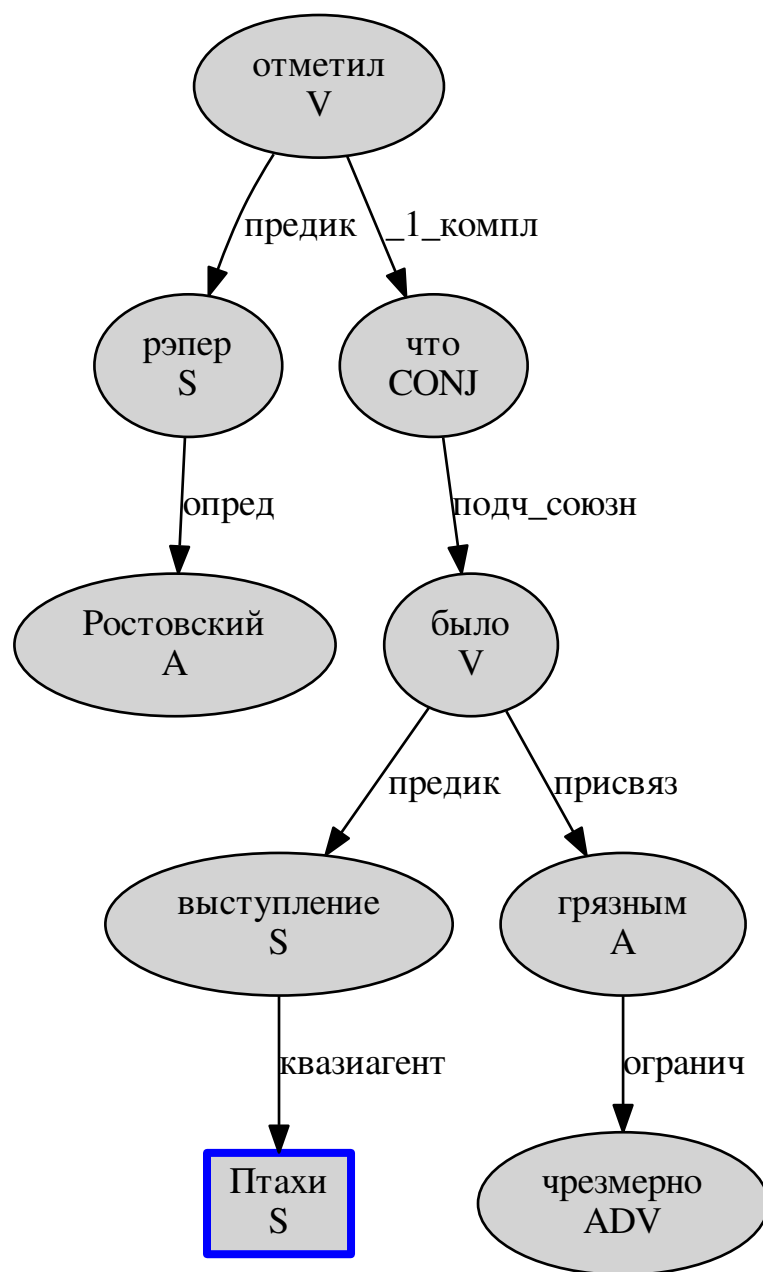 отметил
V
предик
_1_компл
рэпер
S
что
CONJ
опред
подч_союзн
Ростовский
A
было
V
предик
присвяз
выступление
S
грязным
A
квазиагент
огранич
Птахи
S
чрезмерно
ADV